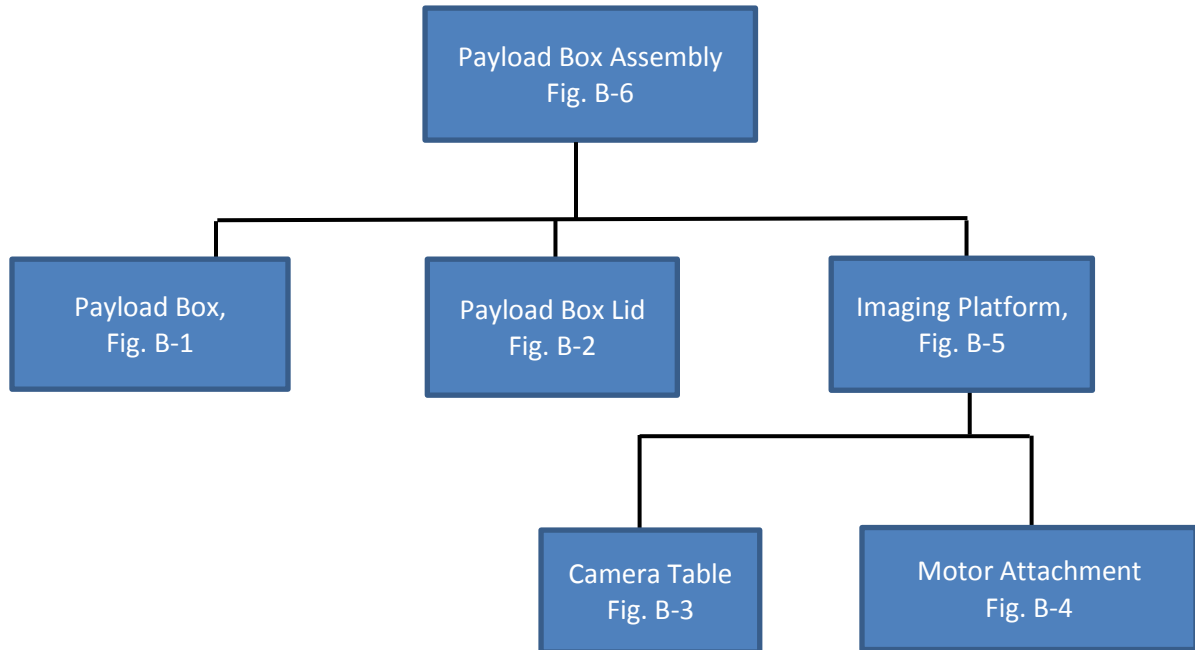 Payload Box Assembly
Fig. B-6
Payload Box,
Fig. B-1
Payload Box Lid
Fig. B-2
Imaging Platform,
Fig. B-5
Camera Table
Fig. B-3
Motor Attachment
Fig. B-4